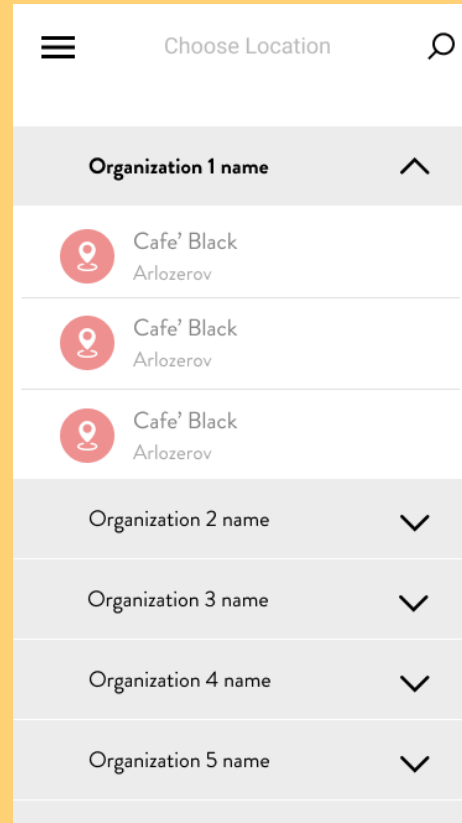 Choose Location
Organization 1 name
Cafe’ Black
Arlozerov
Cafe’ Black
Arlozerov
Cafe’ Black
Arlozerov
Organization 2 name
Organization 3 name
Organization 4 name
Organization 5 name